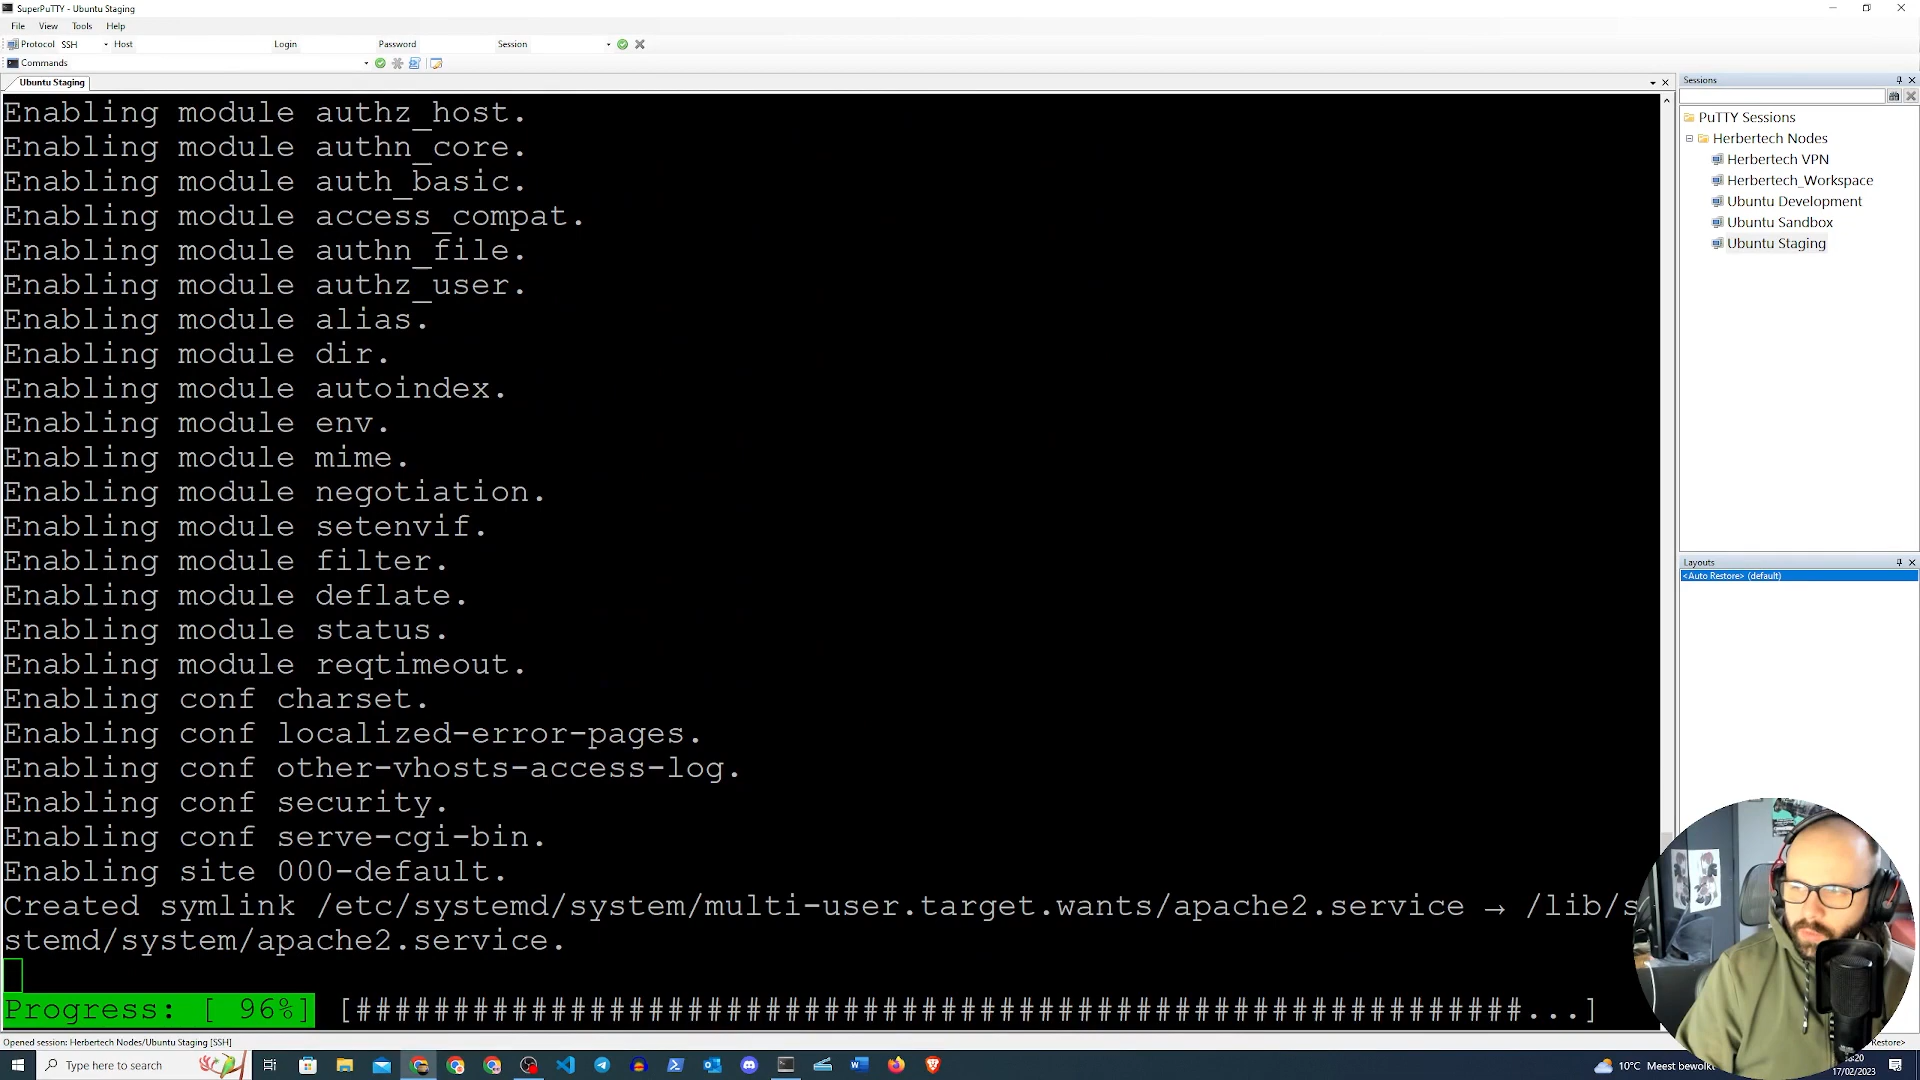 SuperPuTTY - Ubuntu Staging
File View Tools Help
Protocol SSH Host Login Password Session
Commands
Ubuntu Staging
Enabling module authz_host.
Enabling module authn_core.
Enabling module auth_basic.
Enabling module access_compat.
Enabling module authn_file.
Enabling module authz_user.
Enabling module alias.
Enabling module dir.
Enabling module autoindex.
Enabling module env.
Enabling module mime.
Enabling module negotiation.
Enabling module setenvif.
Enabling module filter.
Enabling module deflate.
Enabling module status.
Enabling module reqtimeout.
Enabling conf charset.
Enabling conf localized-error-pages.
Enabling conf other-vhosts-access-log.
Enabling conf security.
Enabling conf serve-cgi-bin.
Enabling site 000-default.
Created symlink /etc/systemd/system/multi-user.target.wants/apache2.service → /lib/s
stemd/system/apache2.service.
Progress: [ 96%] [############################################################...]
Sessions
PuTTY Sessions
Herbertech Nodes
Herbertech VPN
Herbertech_Workspace
Ubuntu Development
Ubuntu Sandbox
Ubuntu Staging
Layouts
<Auto Restore> (default)
Opened session: Herbertech Nodes/Ubuntu Staging [SSH]
Restore>
Type here to search
10°C Meest bewolkt
17/02/2023